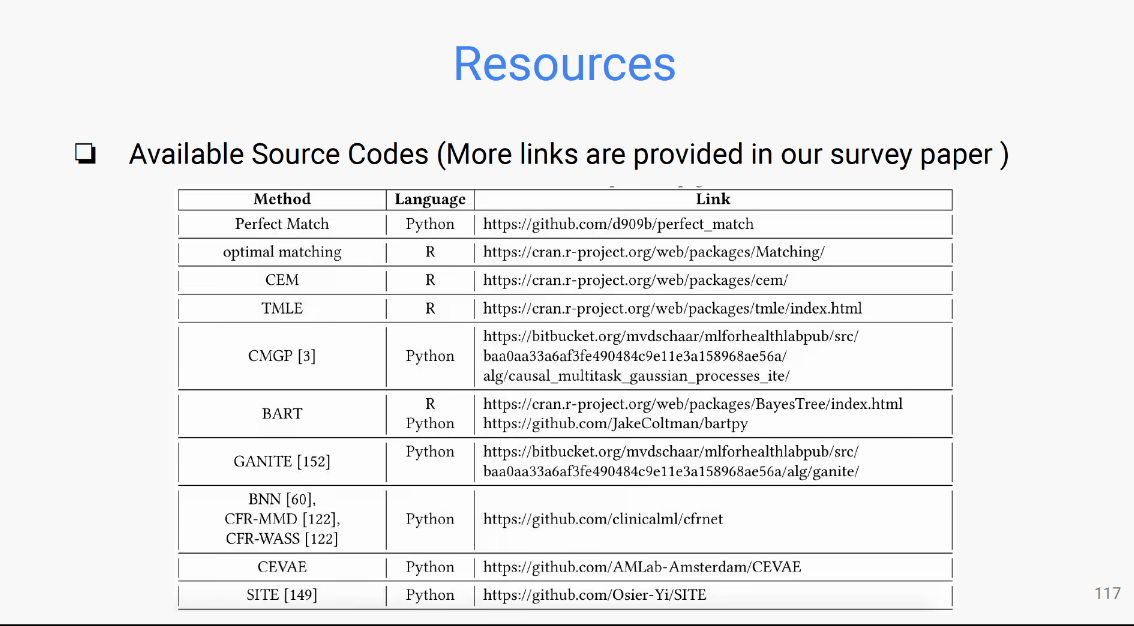 Resources
❏ Available Source Codes (More links are provided in our survey paper )
Method Language Link
Perfect Match Python https://github.com/d909b/perfect_match
optimal matching R https://cran.r-project.org/web/packages/Matching/
CEM R https://cran.r-project.org/web/packages/cem/
TMLE R https://cran.r-project.org/web/packages/tmle/index.html
https://bitbucket.org/mvdschaar/mlforhealthlabpub/src/
CMGP [3] Python baa0aa33a6af3fe490484c9e11e3a158968ae56a/
alg/causal_multitask_gaussian_processes_ite/
BART R https://cran.r-project.org/web/packages/BayesTree/index.html
Python https://github.com/JakeColtman/bartpy
GANITE [152] Python https://bitbucket.org/mvdschaar/mlforhealthlabpub/src/
baa0aa33a6af3fe490484c9e11e3a158968ae56a/alg/ganite/
BNN [60],
CFR-MMD [122], Python https://github.com/clinicalml/cfrnet
CFR-WASS [122]
CEVAE Python https://github.com/AMLab-Amsterdam/CEVAE
SITE [149] Python https://github.com/Osier-Yi/SITE
117